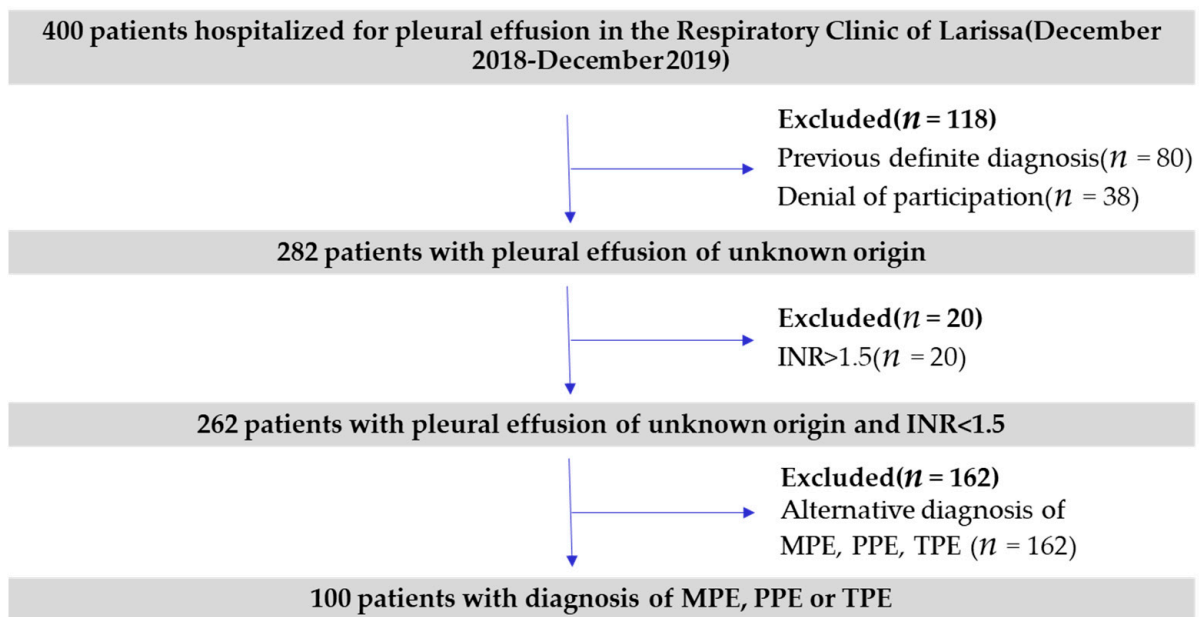 400 patients hospitalized for pleural effusion in the Respiratory Clinic of Larissa(December
2018-December2019)
Excluded(n = 118)
Previous definite diagnosis(n = 80)
Denial of participation(n = 38)
282 patients with pleural effusion of unknown origin
Excluded(n = 20)
INR>1.5(n = 20)
262 patients with pleural effusion of unknown origin and INR<1.5
Excluded(n = 162)
Alternative diagnosis of
MPE, PPE, TPE (n = 162)
100 patients with diagnosis of MPE, PPE or TPE